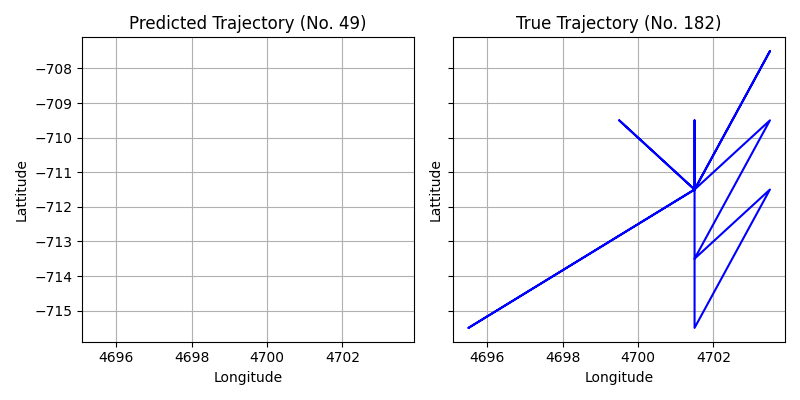 Predicted Trajectory (No. 49)
True Trajectory (No. 182)
−708
−709
−710
−711
−712
−713
−714
−715
Lattitude
Lattitude
4696
4698
4700
4702
4696
4698
4700
4702
Longitude
Longitude